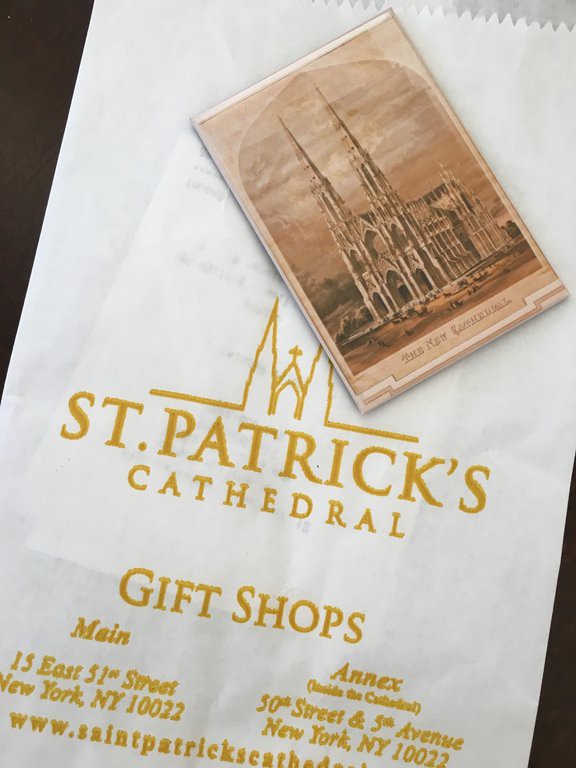 THE NEW CATHEDRAL
ST. PATRICK'S
CATHEDRAL
GIFT SHOPS
Main
15 East 51st Street
New York, NY 10022
Annex
(Inside the Cathedral)
50th Street & 5th Avenue
New York, NY 10022
www.saintpatrickscathedr